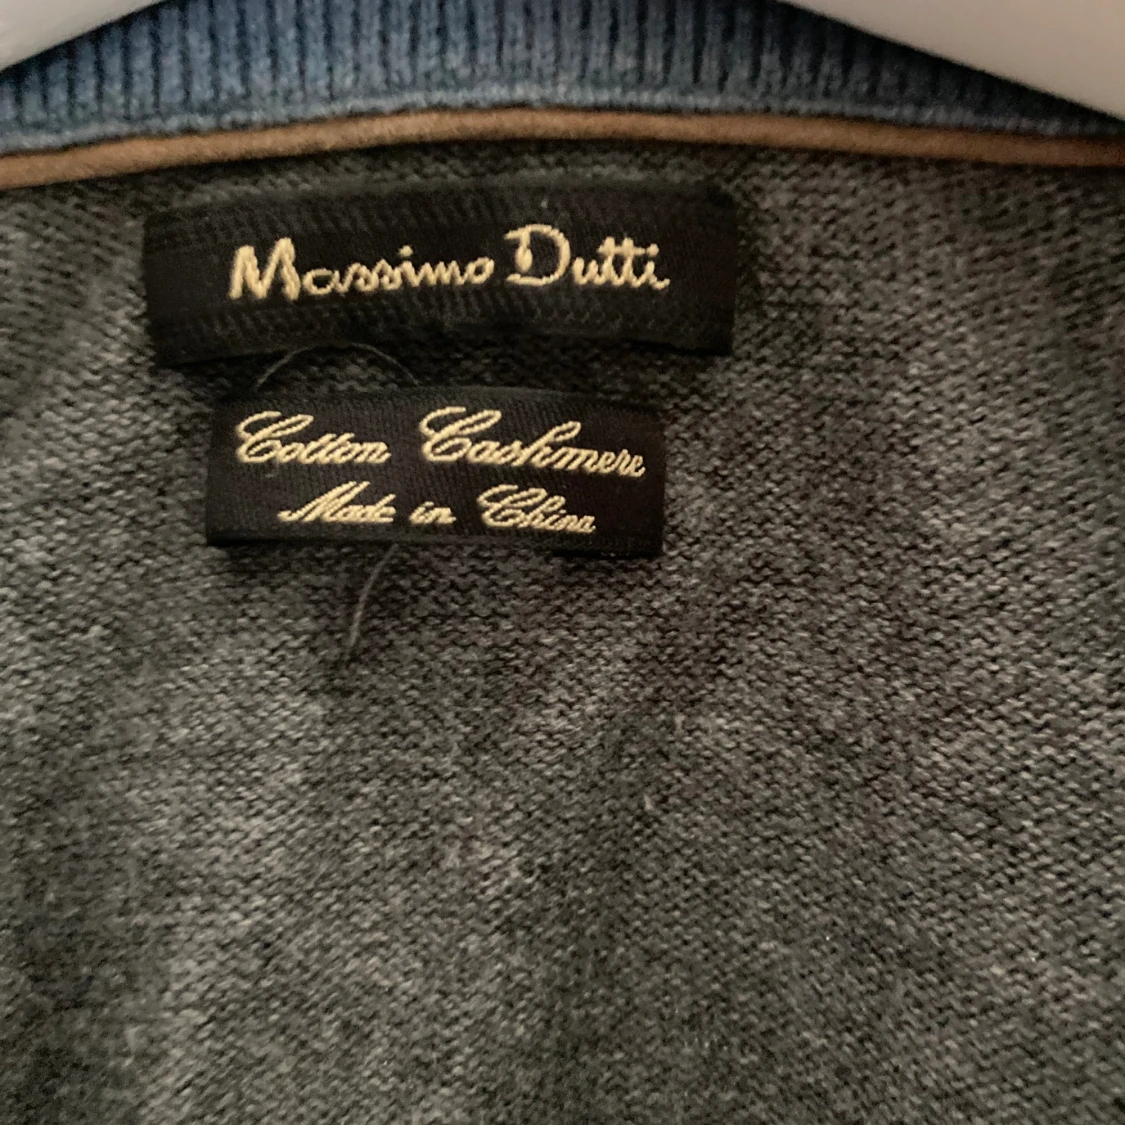 Massimo Dutti
Cotton Cashmere
Made in China